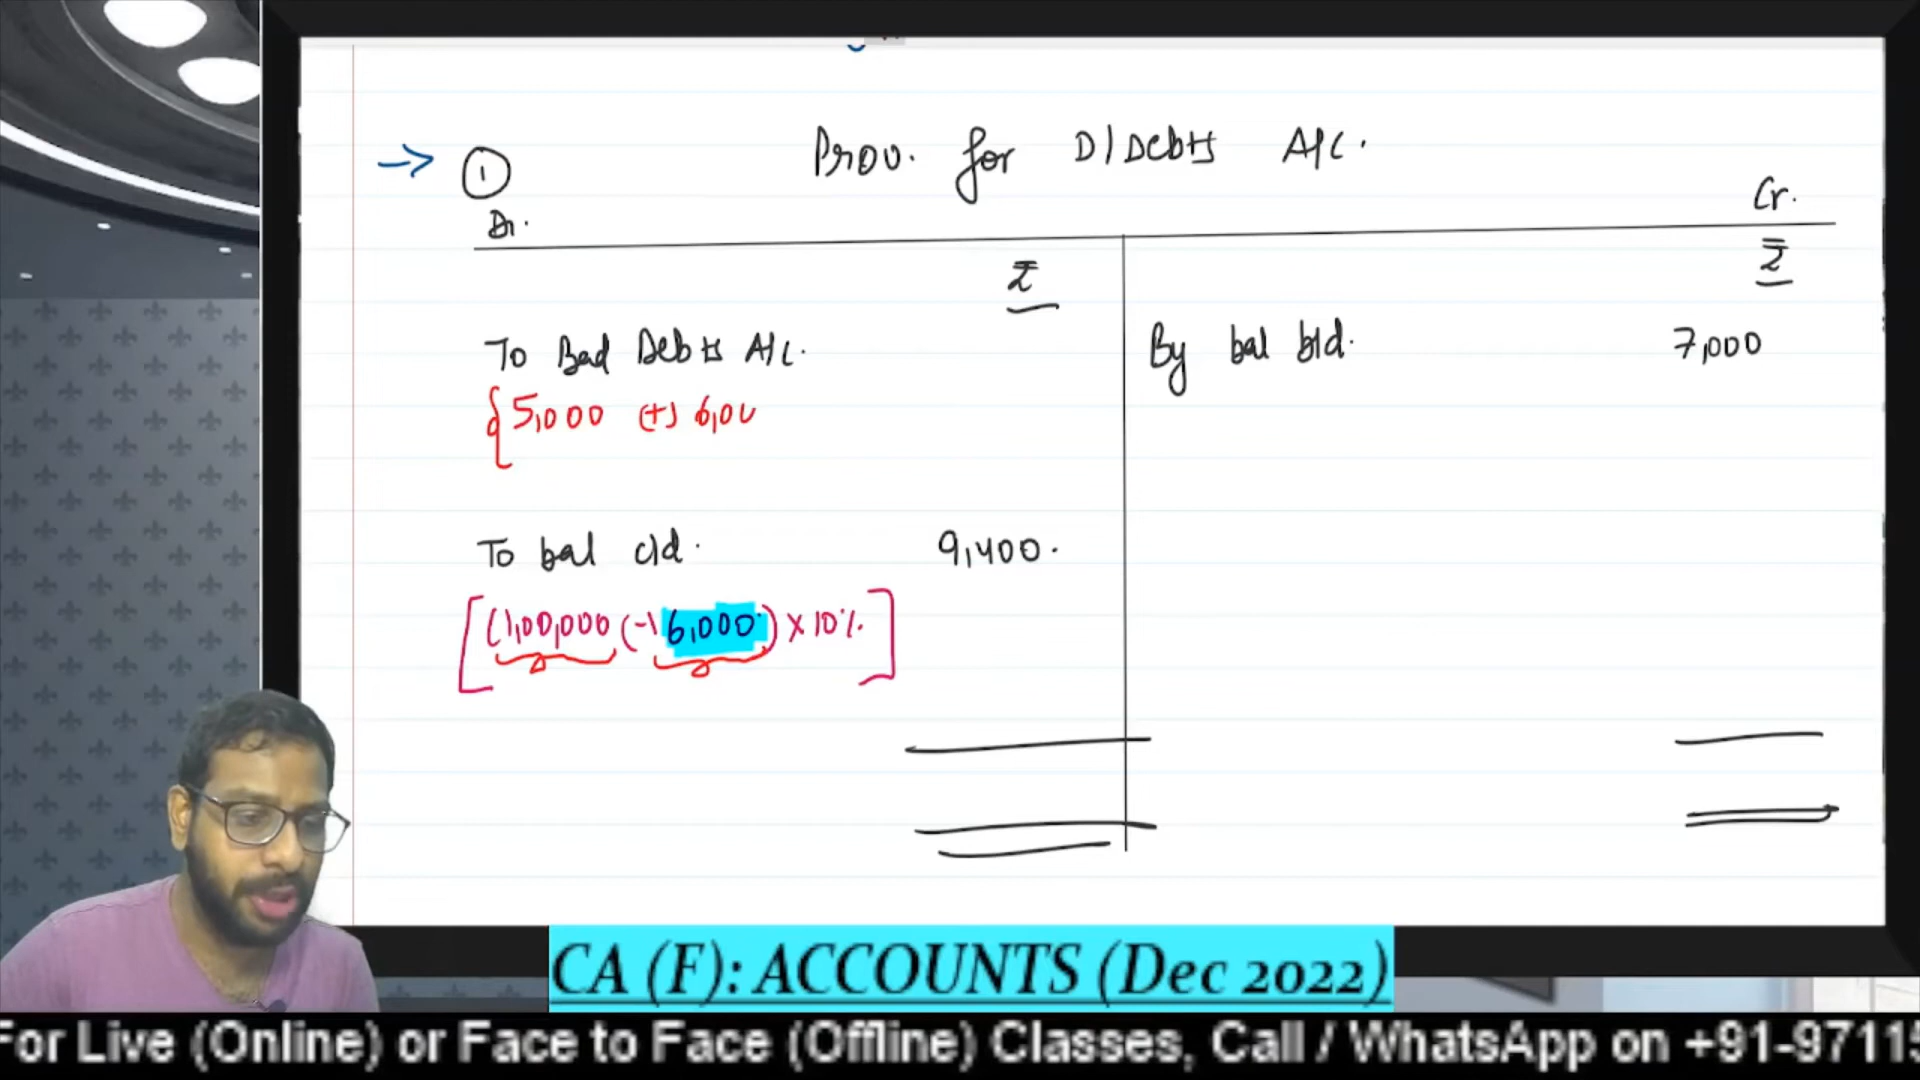 → ① Prov. for D/Debts A/c.
Dr. Cr.
₹ ₹
To Bad Debts A/c. By bal b/d. 7,000
{5,000 (+) 6,00
To bal c/d. 9,400.
[(1,00,000 (-) 6,000) × 10%]
CA (F): ACCOUNTS (Dec 2022)
For Live (Online) or Face to Face (Offline) Classes, Call / WhatsApp on +91-97115